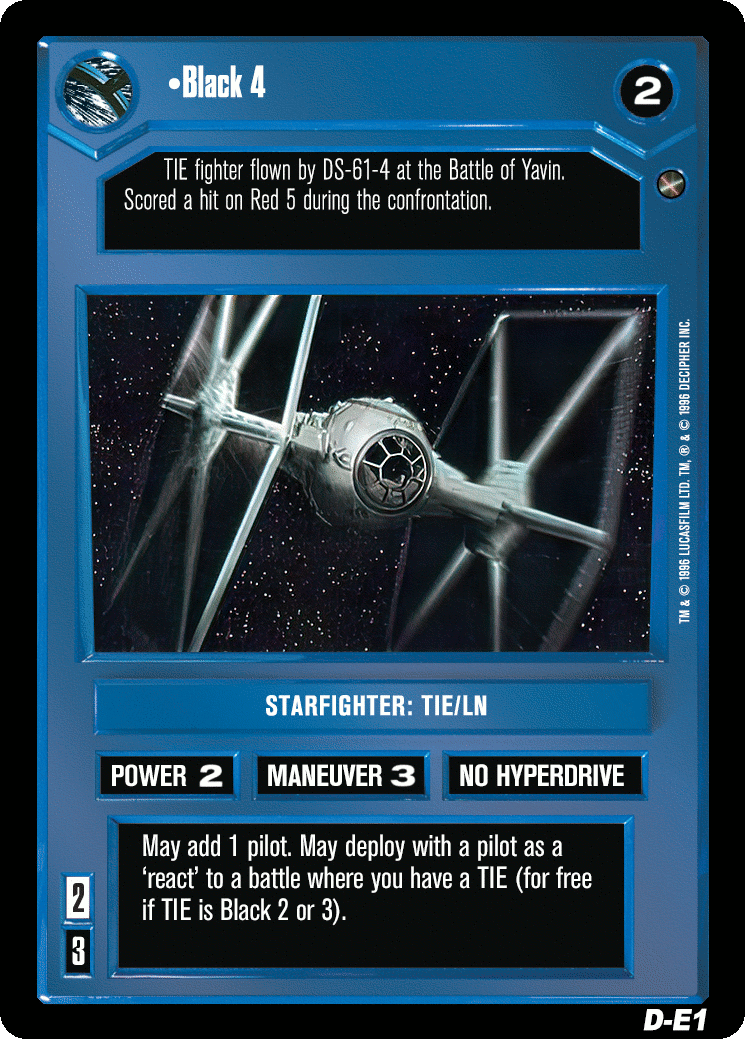 •Black 4
2
TIE fighter flown by DS-61-4 at the Battle of Yavin.
Scored a hit on Red 5 during the confrontation.
TM & © 1996 LUCASFILM LTD. TM, ® & © 1996 DECIPHER INC.
STARFIGHTER: TIE/LN
POWER 2
MANEUVER 3
NO HYPERDRIVE
May add 1 pilot. May deploy with a pilot as a
‘react’ to a battle where you have a TIE (for free
if TIE is Black 2 or 3).
2
3
D-E1